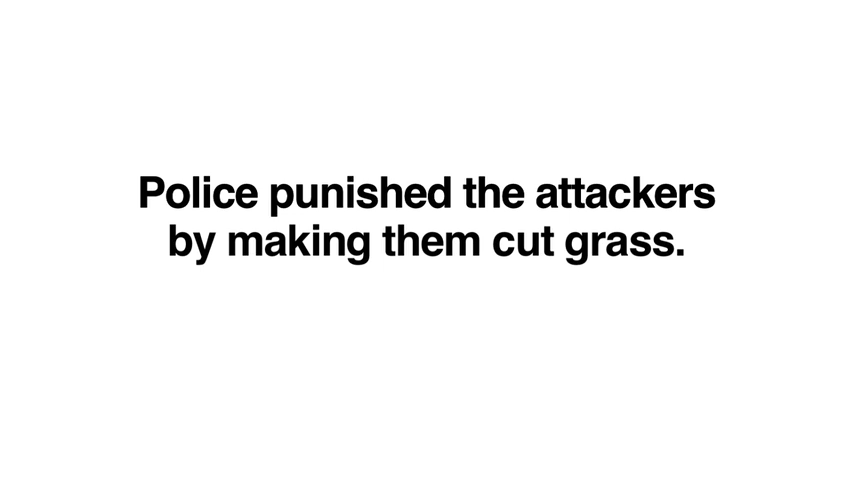 Police punished the attackers
by making them cut grass.